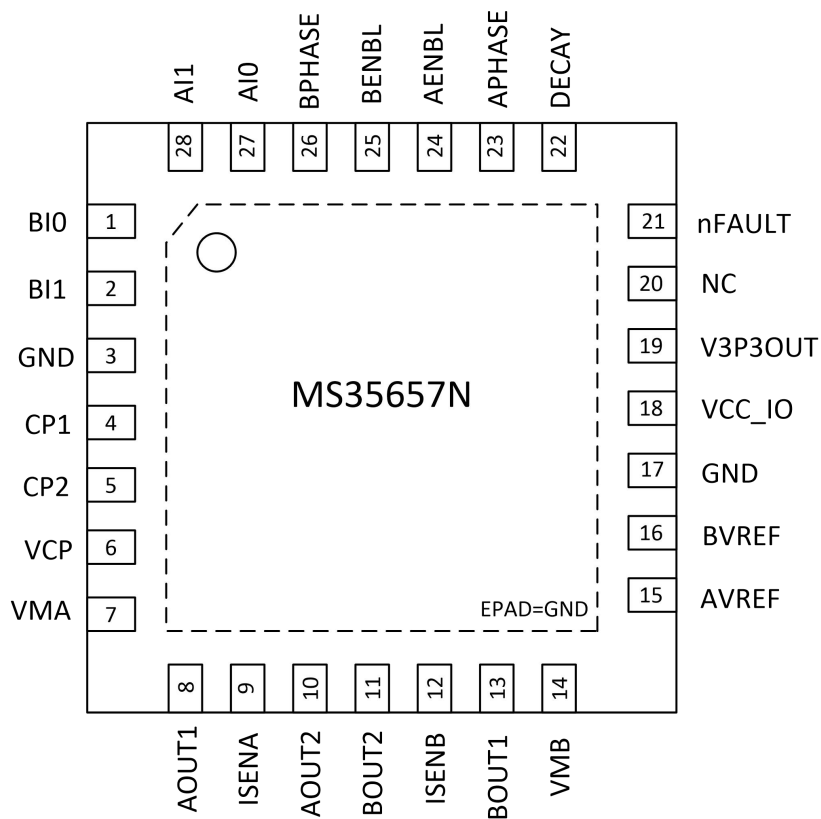 AI1 AI0 BPHASE BENBL AENBL APHASE DECAY
28 27 26 25 24 23 22
BI0 1 21 nFAULT
BI1 2 20 NC
GND 3 19 V3P3OUT
CP1 4 18 VCC_IO
CP2 5 17 GND
VCP 6 16 BVREF
VMA 7 15 AVREF
MS35657N
EPAD=GND
8 9 10 11 12 13 14
AOUT1 ISENA AOUT2 BOUT2 ISENB BOUT1 VMB